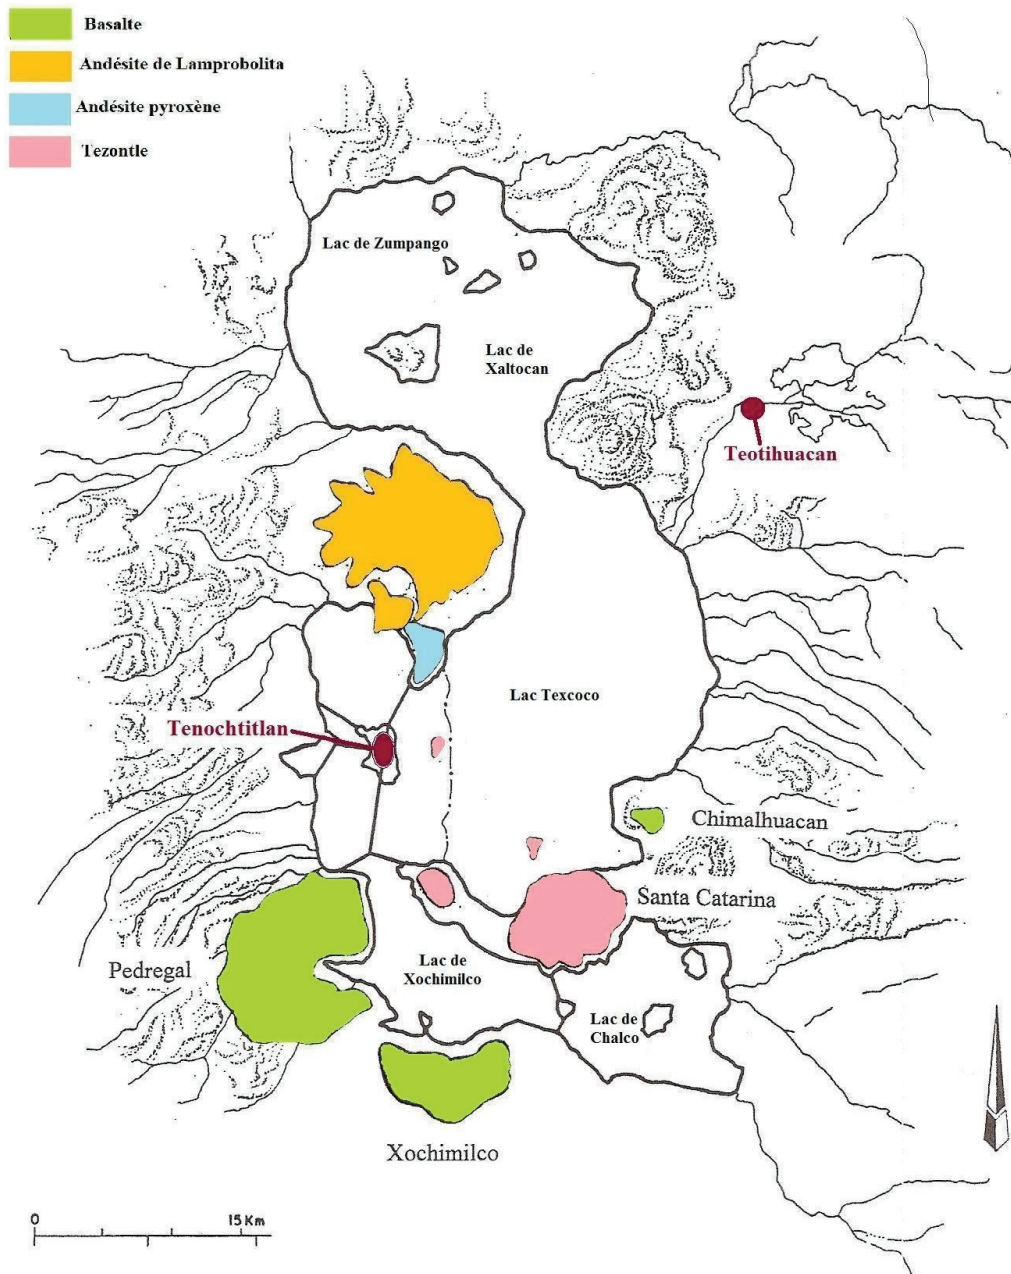 Basalte
Andésite de Lamprobolita
Andésite pyroxène
Tezontle
Lac de Zumpango
Lac de
Xaltocan
Teotihuacan
Lac Texcoco
Tenochtitlan
Chimalhuacan
Santa Catarina
Pedregal
Lac de
Xochimilco
Lac de
Chalco
Xochimilco
0 15 Km